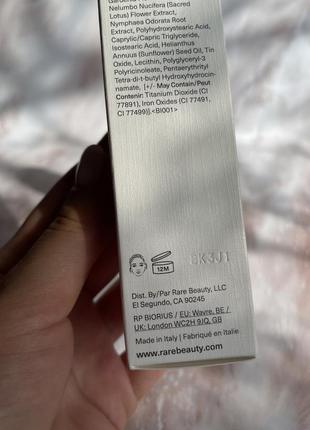 Nelumbo Nucifera (Sacred
Lotus) Flower Extract,
Nymphaea Odorata Root
Extract, Polyhydroxystearic Acid,
Caprylic/Capric Triglyceride,
Isostearic Acid, Helianthus
Annuus (Sunflower) Seed Oil, Tin
Oxide, Lecithin, Polyglyceryl-3
Polyricinoleate, Pentaerythrityl
Tetra-di-t-butyl Hydroxyhydrocin-
namate, [+/- May Contain/Peut
Contenir: Titanium Dioxide (CI
77891), Iron Oxides (CI 77491,
CI 77499)].<BI001>
12M
8K3J1
Dist. By/Par Rare Beauty, LLC
El Segundo, CA 90245
RP BIORIUS / EU: Wavre, BE /
UK: London WC2H 9JQ, GB
Made in Italy | Fabriqué en Italie
www.rarebeauty.com